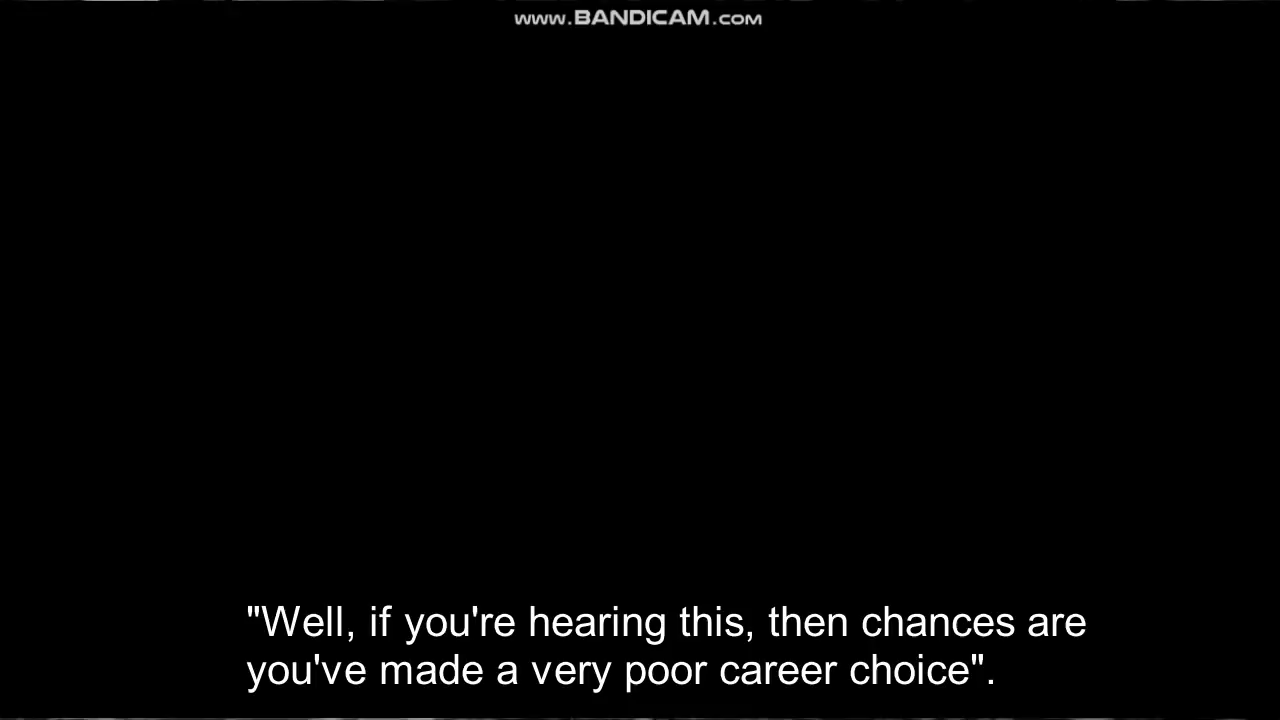 www.BANDICAM.com
"Well, if you're hearing this, then chances are
you've made a very poor career choice".